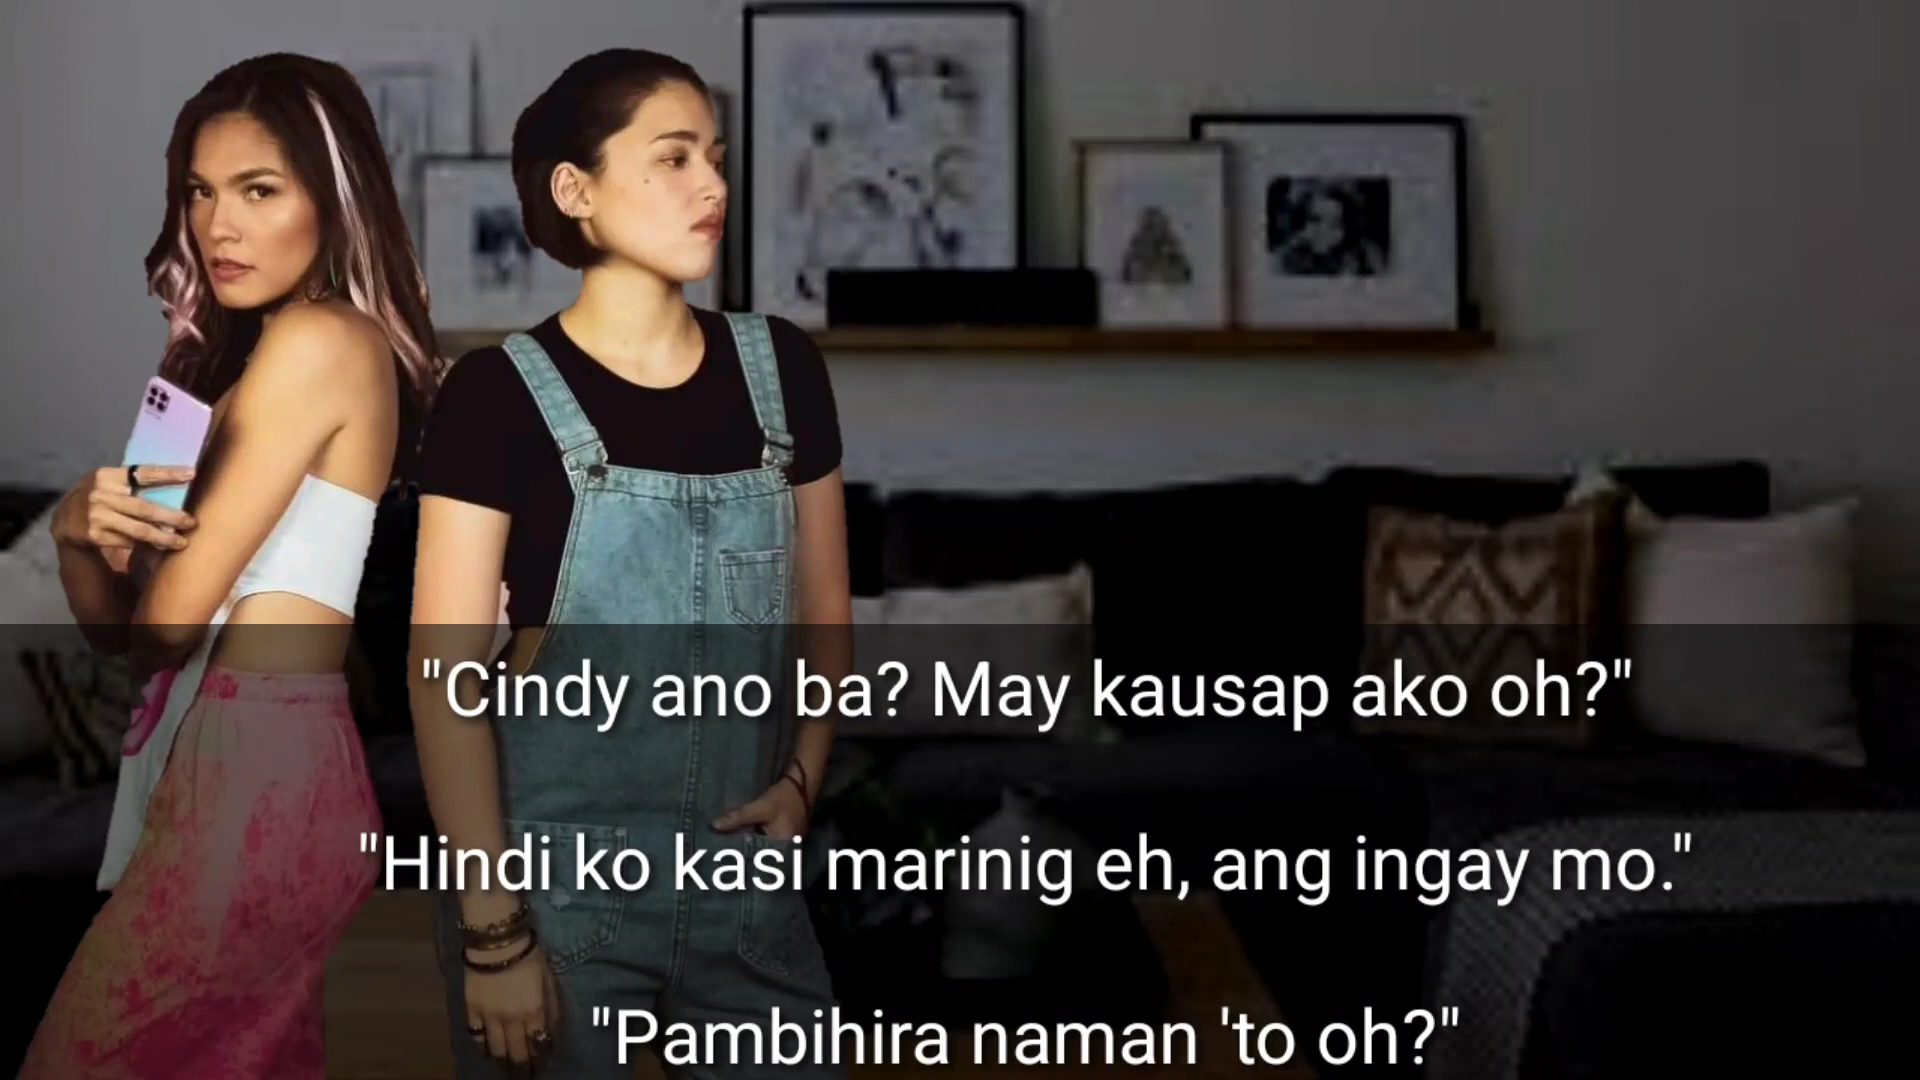 "Cindy ano ba? May kausap ako oh?"
"Hindi ko kasi marinig eh, ang ingay mo."
"Pambihira naman 'to oh?"